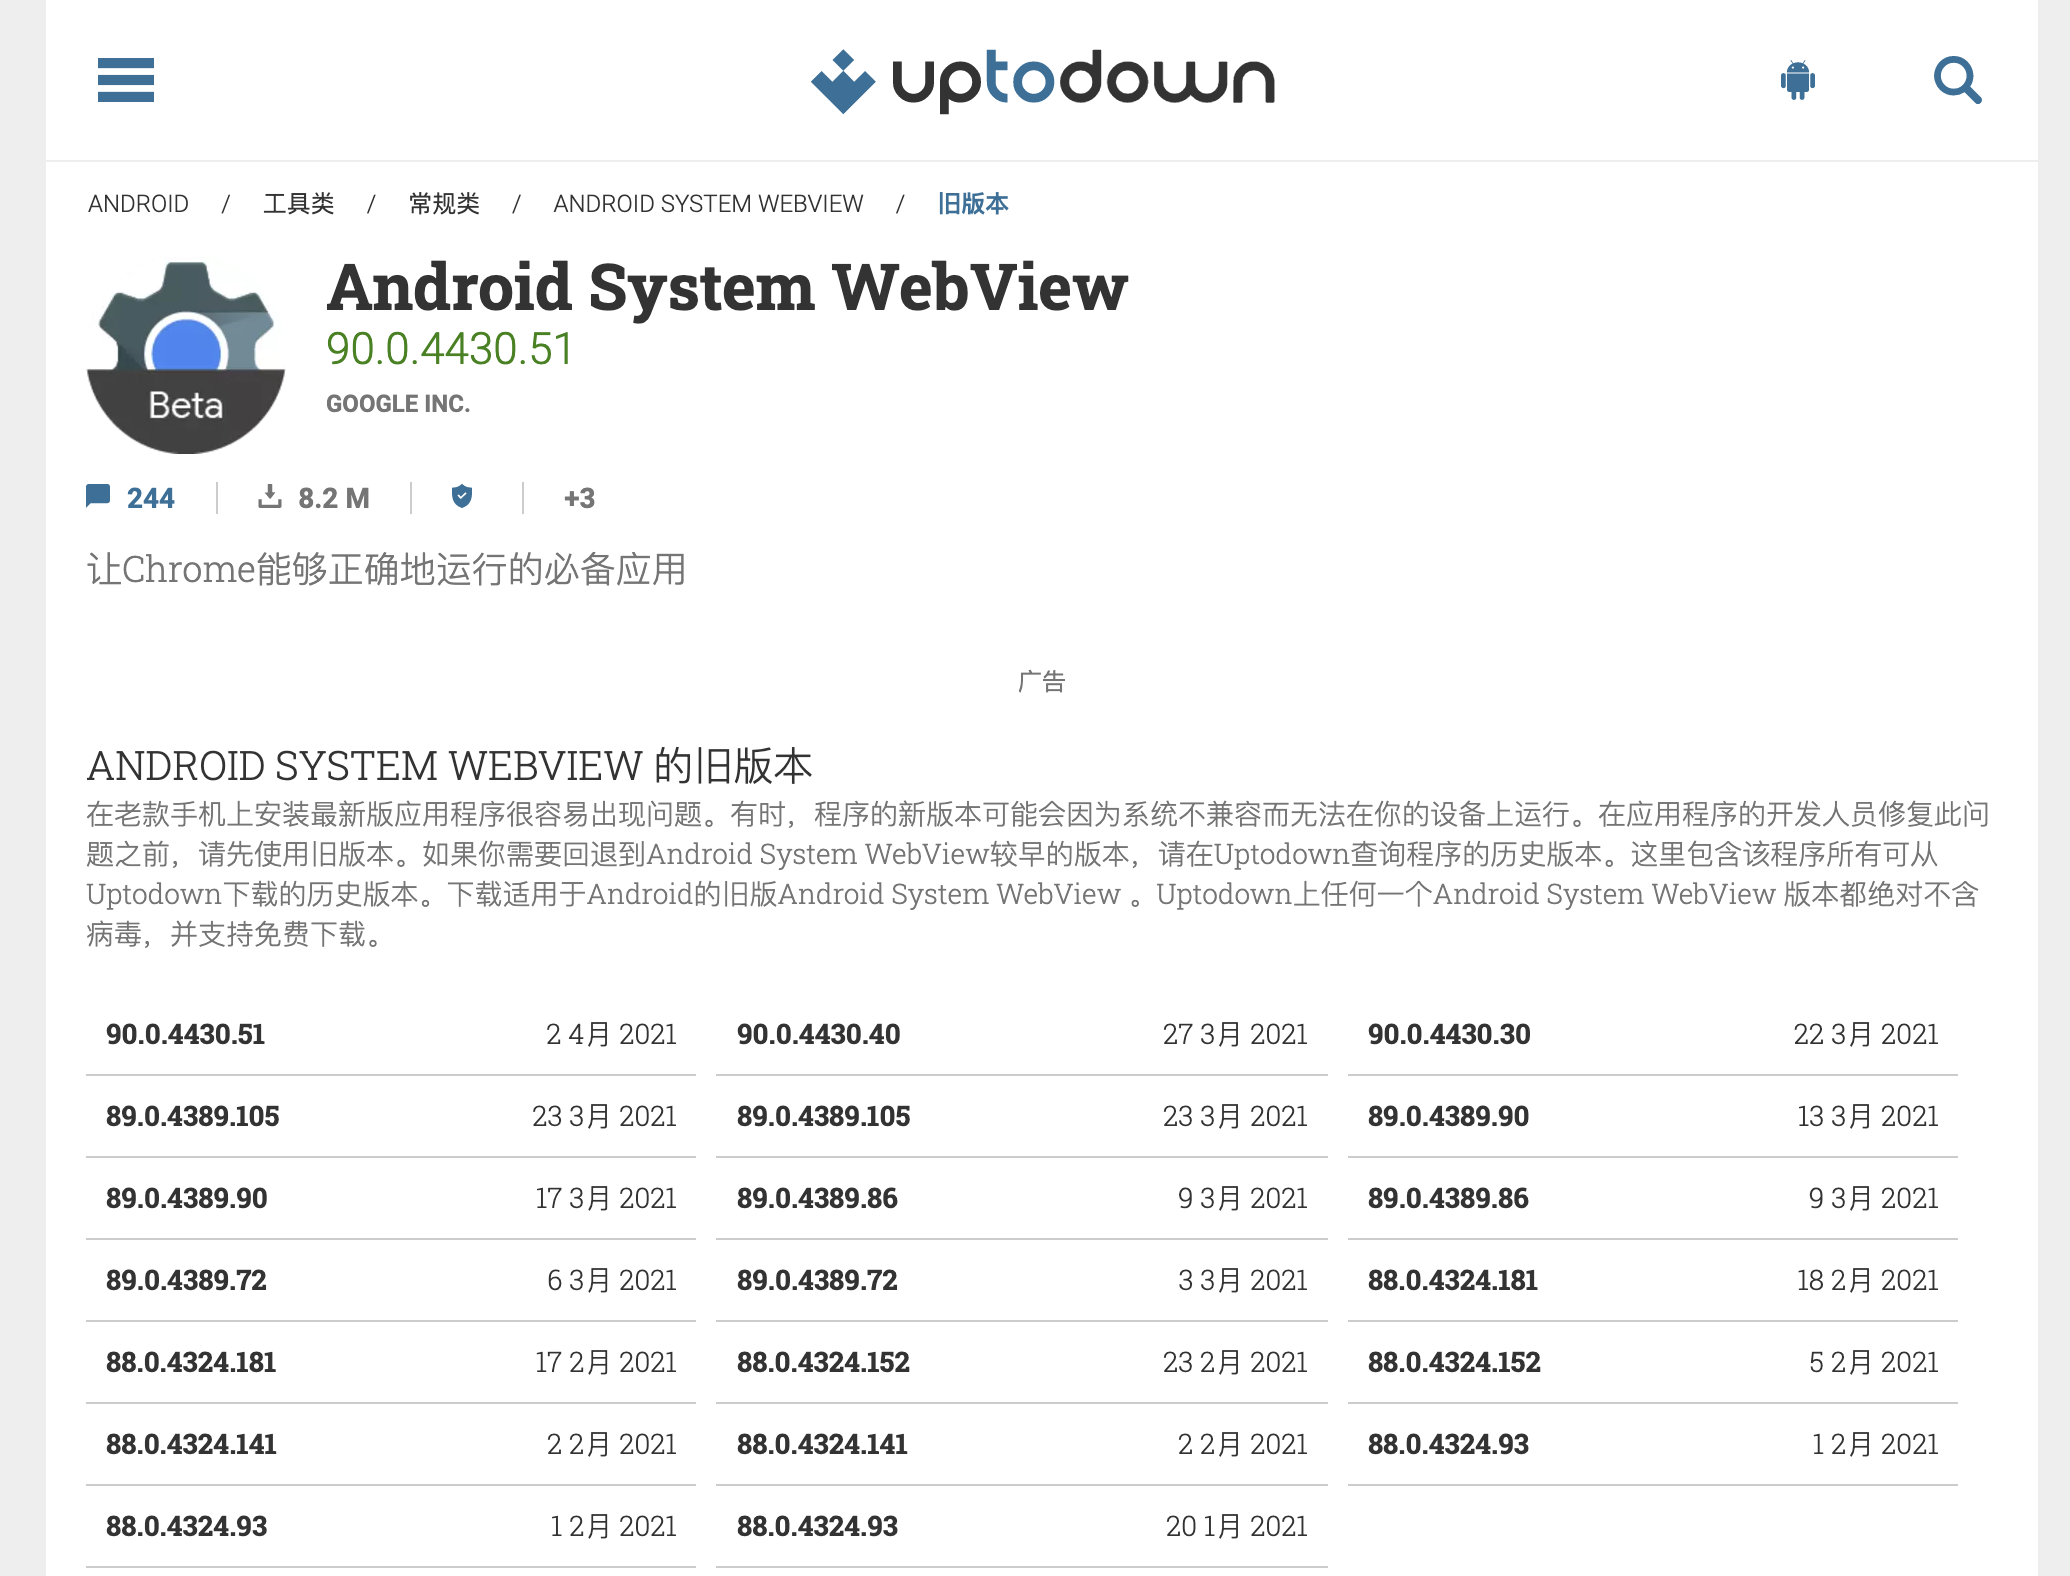 uptodown
ANDROID / 工具类 / 常规类 / ANDROID SYSTEM WEBVIEW / 旧版本
Beta
Android System WebView
90.0.4430.51
GOOGLE INC.
244 8.2 M +3
让Chrome能够正确地运行的必备应用
广告
ANDROID SYSTEM WEBVIEW 的旧版本
在老款手机上安装最新版应用程序很容易出现问题。有时，程序的新版本可能会因为系统不兼容而无法在你的设备上运行。在应用程序的开发人员修复此问
题之前，请先使用旧版本。如果你需要回退到Android System WebView较早的版本，请在Uptodown查询程序的历史版本。这里包含该程序所有可从
Uptodown下载的历史版本。下载适用于Android的旧版Android System WebView 。Uptodown上任何一个Android System WebView 版本都绝对不含
病毒，并支持免费下载。
90.0.4430.51 2 4月 2021 90.0.4430.40 27 3月 2021 90.0.4430.30 22 3月 2021
89.0.4389.105 23 3月 2021 89.0.4389.105 23 3月 2021 89.0.4389.90 13 3月 2021
89.0.4389.90 17 3月 2021 89.0.4389.86 9 3月 2021 89.0.4389.86 9 3月 2021
89.0.4389.72 6 3月 2021 89.0.4389.72 3 3月 2021 88.0.4324.181 18 2月 2021
88.0.4324.181 17 2月 2021 88.0.4324.152 23 2月 2021 88.0.4324.152 5 2月 2021
88.0.4324.141 2 2月 2021 88.0.4324.141 2 2月 2021 88.0.4324.93 1 2月 2021
88.0.4324.93 1 2月 2021 88.0.4324.93 20 1月 2021